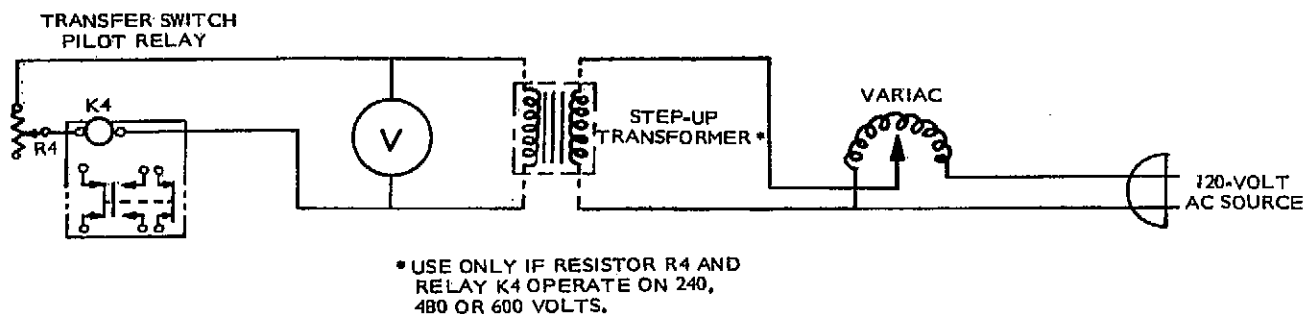 TRANSFER SWITCH
PILOT RELAY
K4
R4
V
STEP-UP
TRANSFORMER*
VARIAC
120-VOLT
AC SOURCE
* USE ONLY IF RESISTOR R4 AND
RELAY K4 OPERATE ON 240,
480 OR 600 VOLTS.